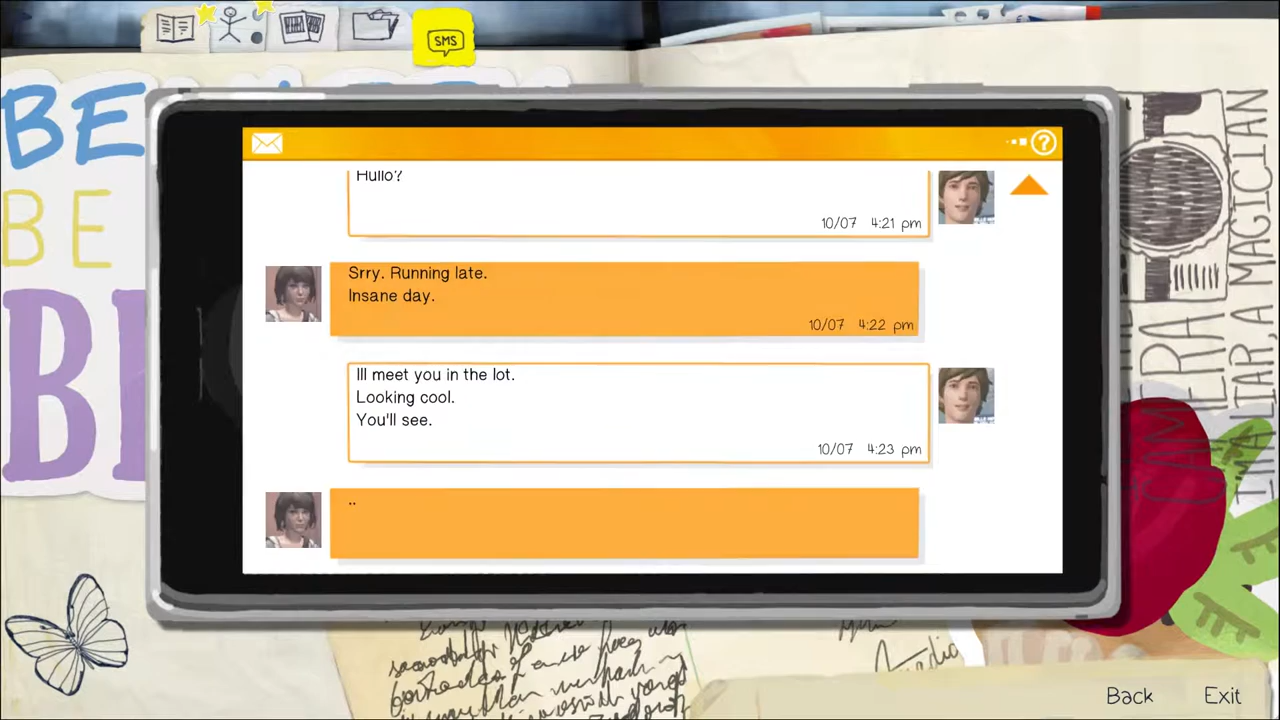 SMS
BE
BE
BE
Hullo?
10/07 4:21 pm
Srry. Running late.
Insane day.
10/07 4:22 pm
Ill meet you in the lot.
Looking cool.
You'll see.
10/07 4:23 pm
..
CAMERA
LIAR, A MAGICIAN
Back Exit